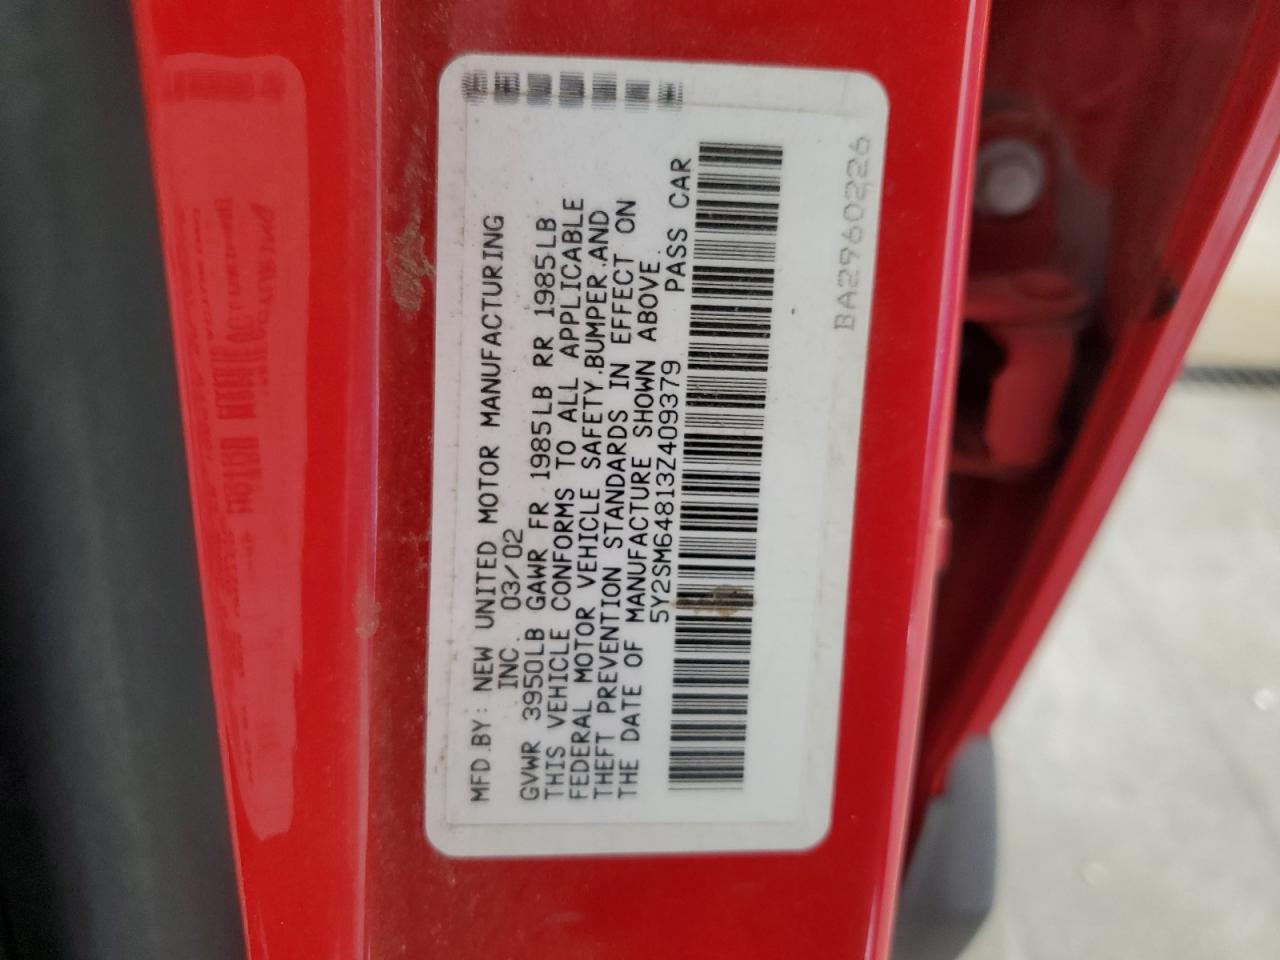 MFD.BY: NEW UNITED MOTOR MANUFACTURING
INC. 03/02
GVWR 3950LB GAWR FR 1985LB RR 1985LB
THIS VEHICLE CONFORMS TO ALL APPLICABLE
FEDERAL MOTOR VEHICLE SAFETY.BUMPER.AND
THEFT PREVENTION STANDARDS IN EFFECT ON
THE DATE OF MANUFACTURE SHOWN ABOVE.
5Y2SM64813Z409379 PASS CAR
BA2960226